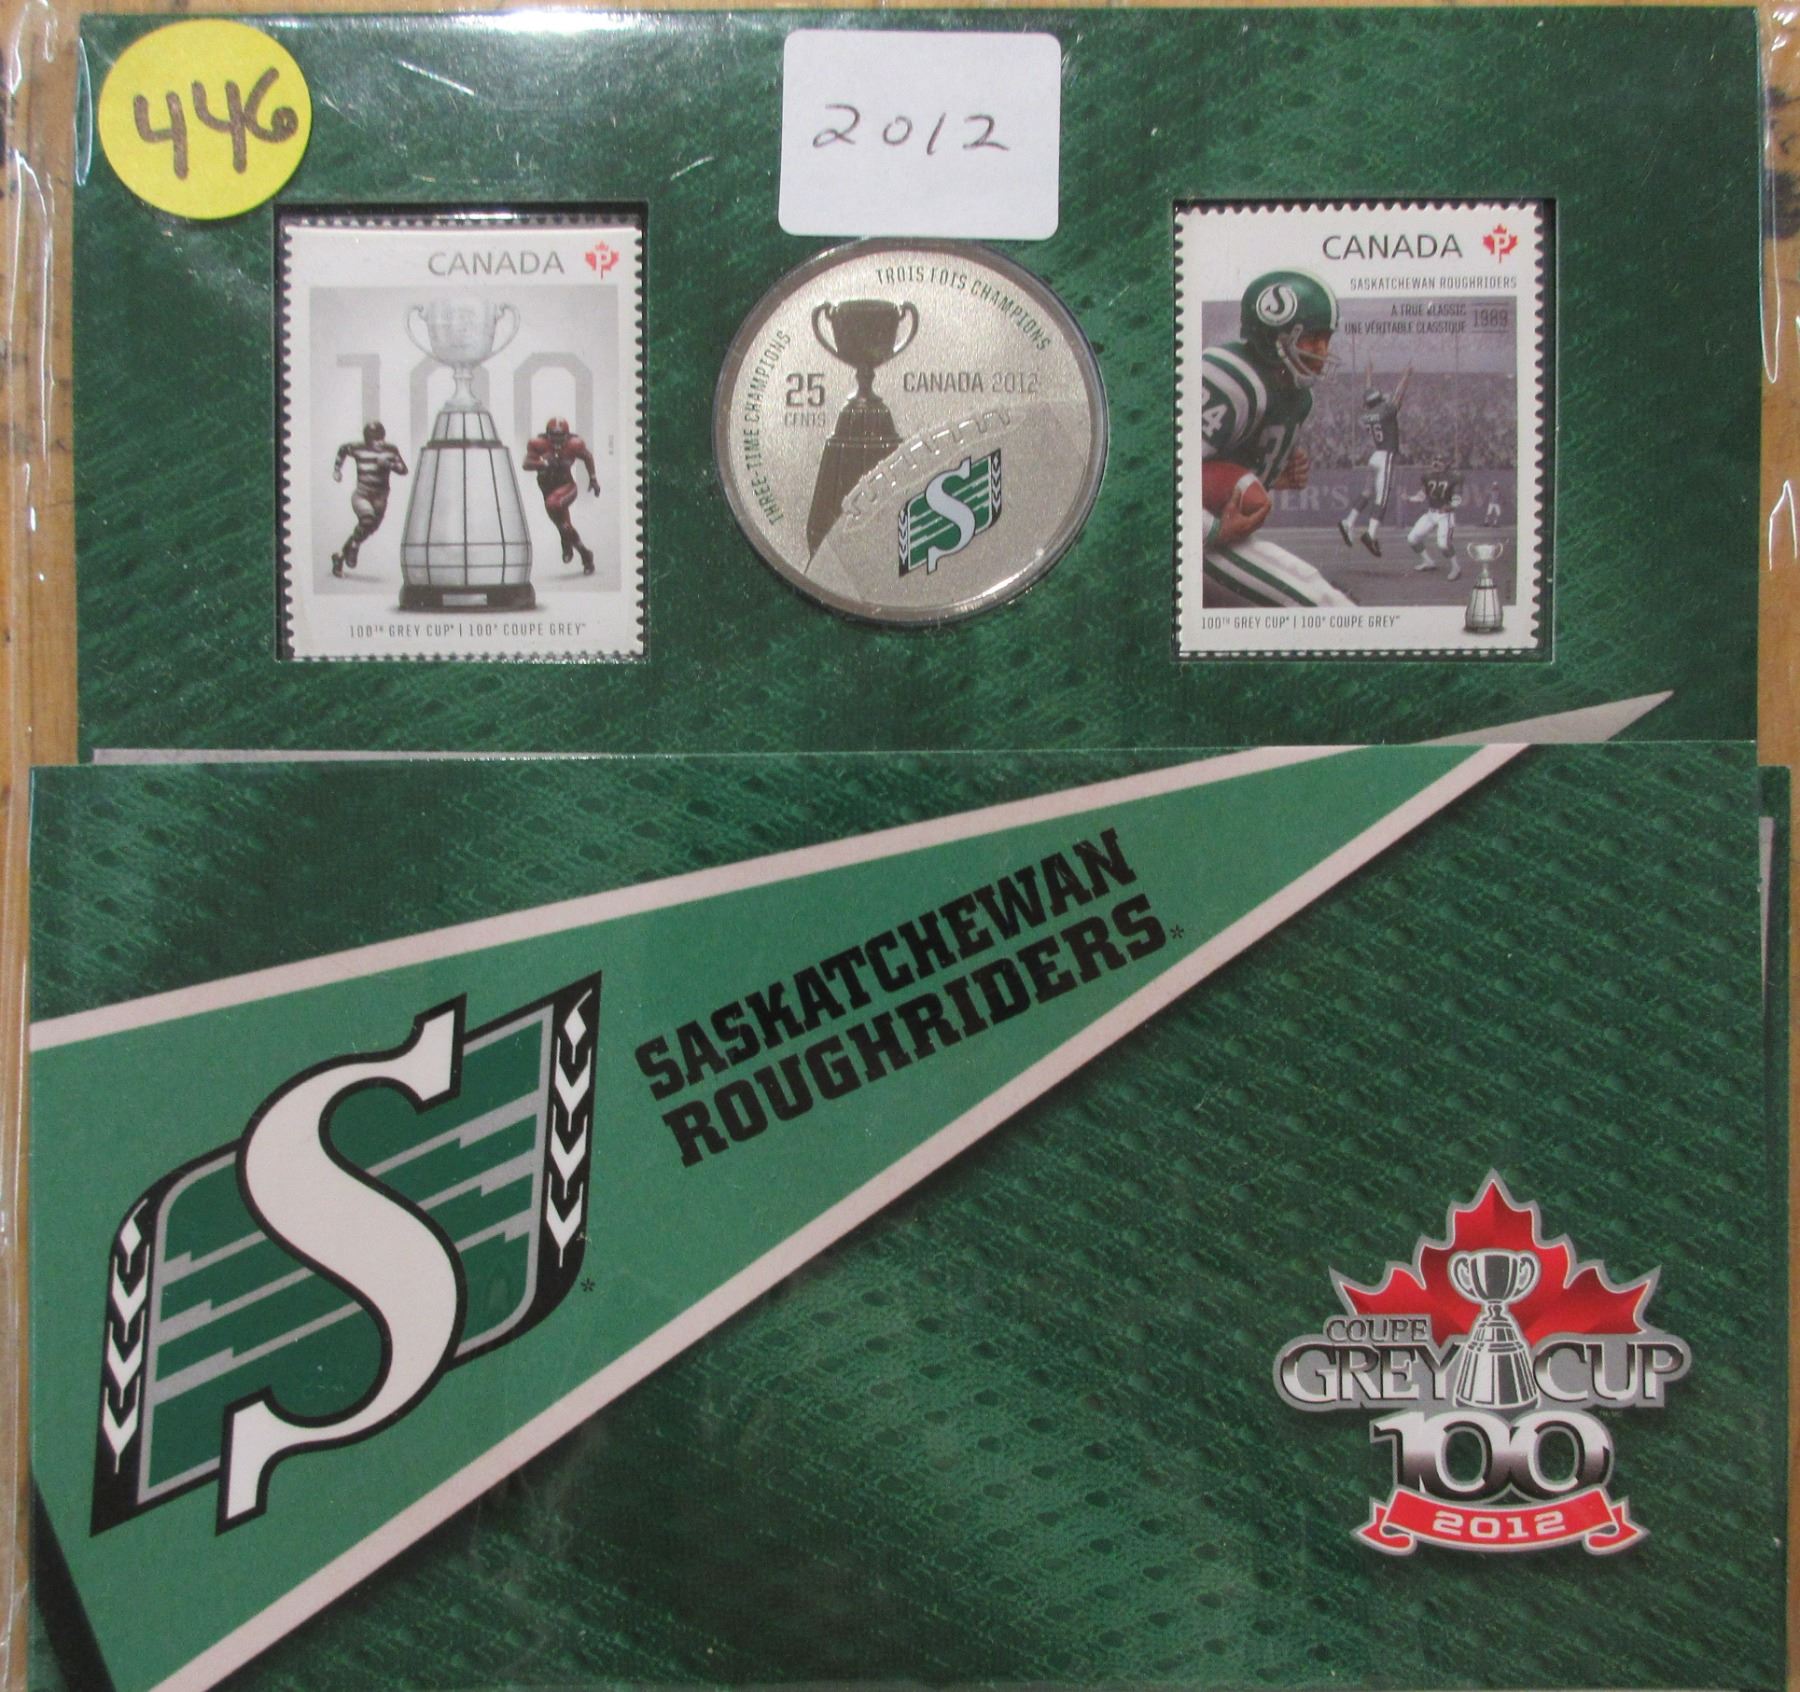 446
2012
CANADA P
100
100TH GREY CUP* | 100e COUPE GREY*
THREE-TIME CHAMPIONS
TROIS FOIS CHAMPIONS
25
CENTS
CANADA 2012
S
CANADA P
SASKATCHEWAN ROUGHRIDERS
A TRUE CLASSIC
UNE VÉRITABLE CLASSIQUE
1989
S
34
100TH GREY CUP* | 100e COUPE GREY*
S
SASKATCHEWAN
ROUGHRIDERS*
COUPE
GREY CUP
100
2012